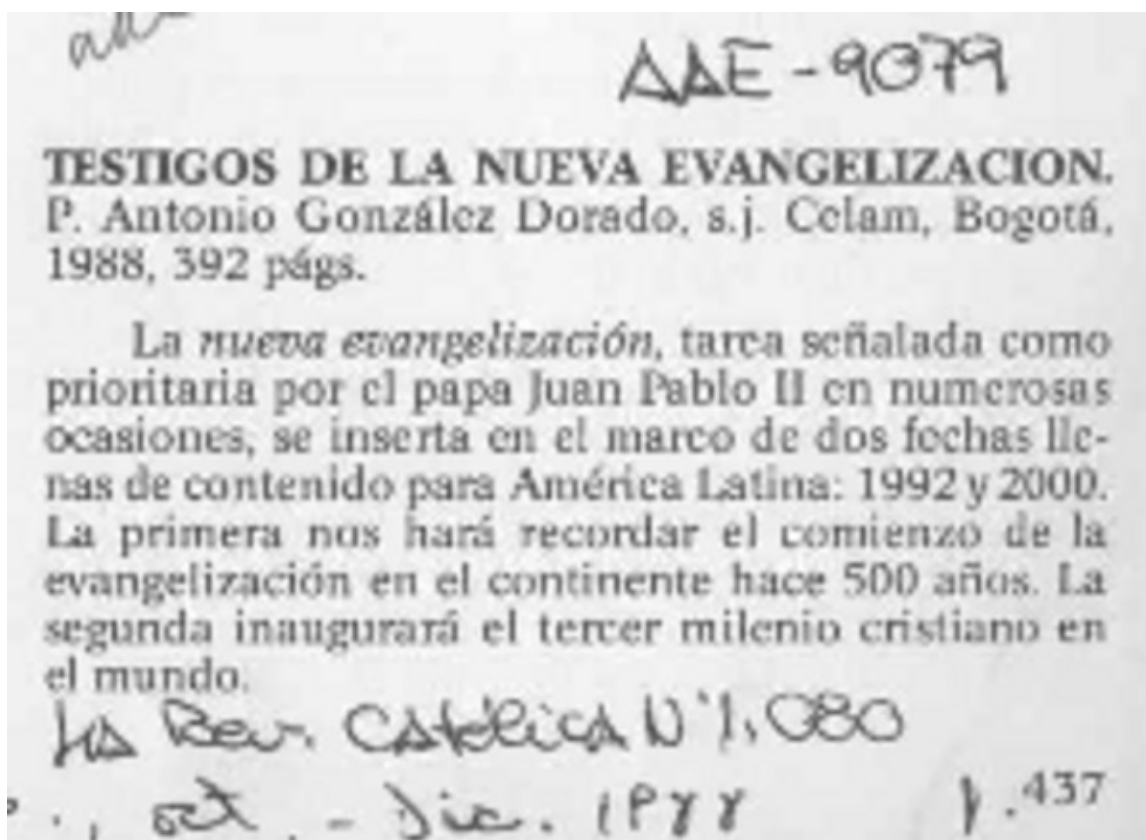 AAE-9079
TESTIGOS DE LA NUEVA EVANGELIZACION.
P. Antonio González Dorado, s.j. Celam, Bogotá,
1988, 392 págs.
La nueva evangelización, tarea señalada como
prioritaria por el papa Juan Pablo II en numerosas
ocasiones, se inserta en el marco de dos fechas lle-
nas de contenido para América Latina: 1992 y 2000.
La primera nos hará recordar el comienzo de la
evangelización en el continente hace 500 años. La
segunda inaugurará el tercer milenio cristiano en
el mundo.
La Rev. Católica N° 1.080
oct. - Dic. 1988 p. 437